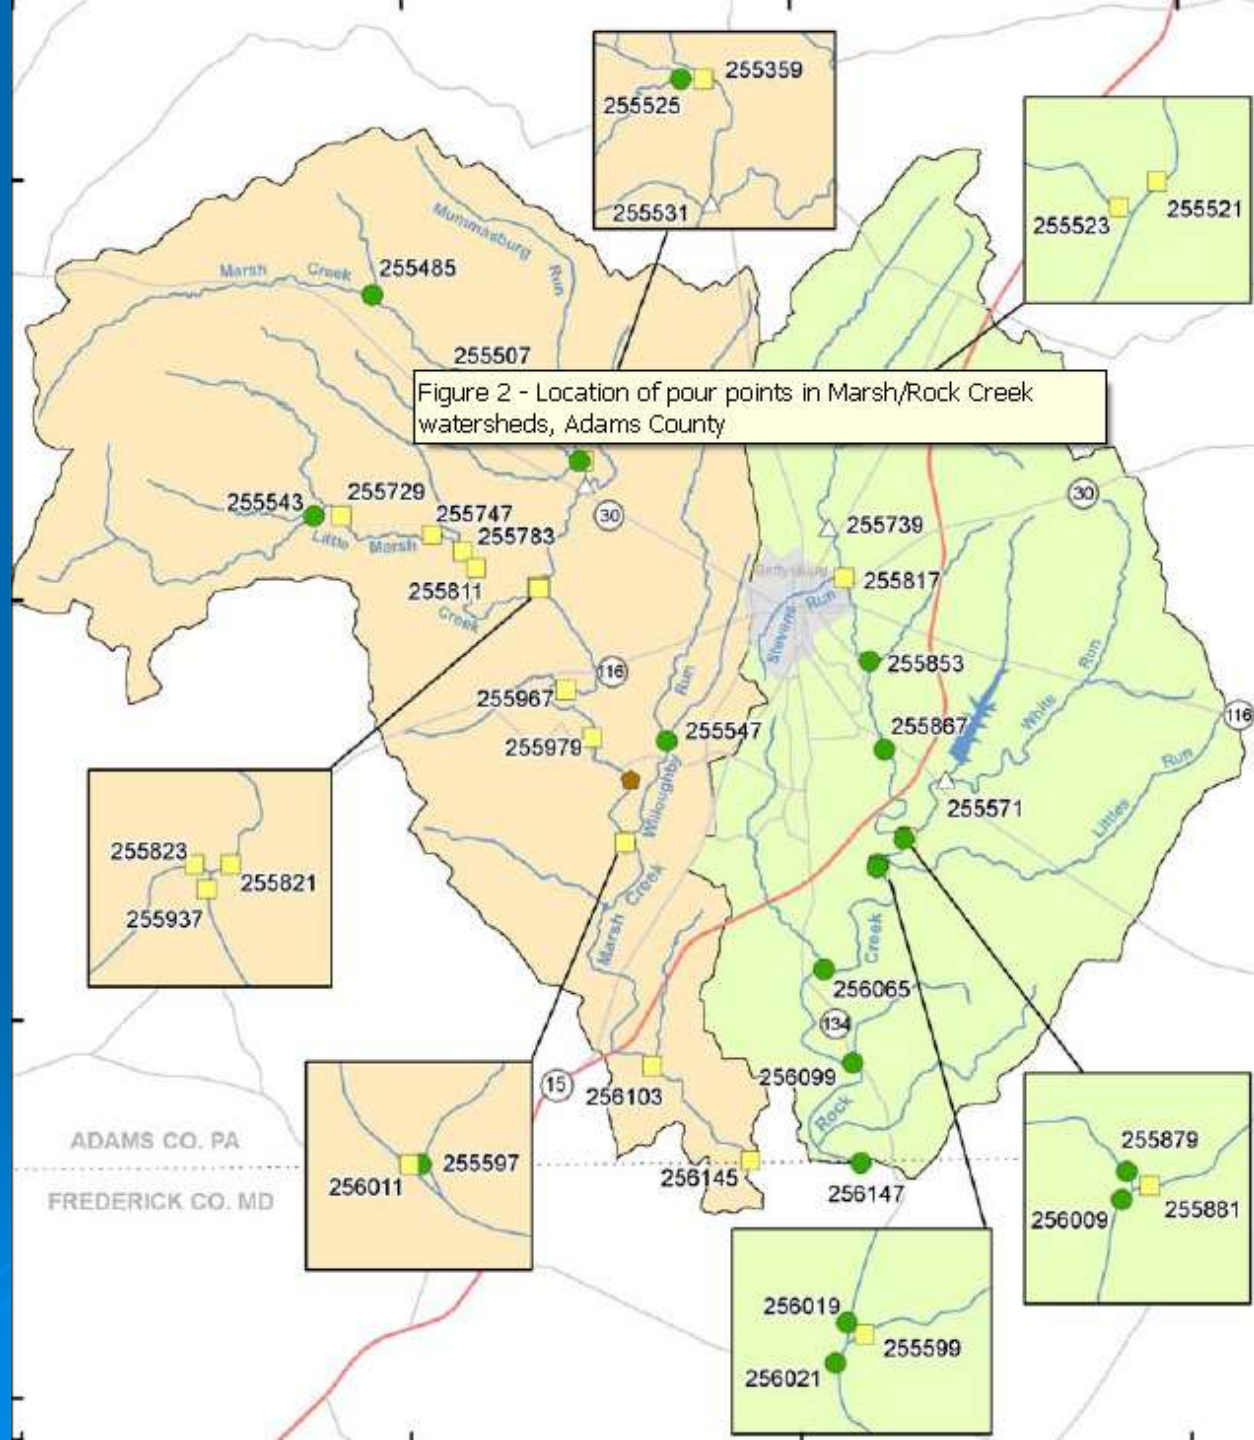 255359
255525
255531
255523
255521
Mummasburg
Run
Marsh Creek
255485
255507
Figure 2 - Location of pour points in Marsh/Rock Creek
watersheds, Adams County
255543
255729
255747
255783
255811
Little Marsh
Creek
30
30
255739
Gettysburg
255817
Stevens Run
255853
116
255967
255979
Run
255547
Willoughby
255867
White Run
116
255571
Littles Run
255823
255821
255937
Marsh Creek
Creek
256065
134
256099
Rock
15
256103
ADAMS CO. PA
FREDERICK CO. MD
255597
256011
256145
256147
255879
256009
255881
256019
255599
256021